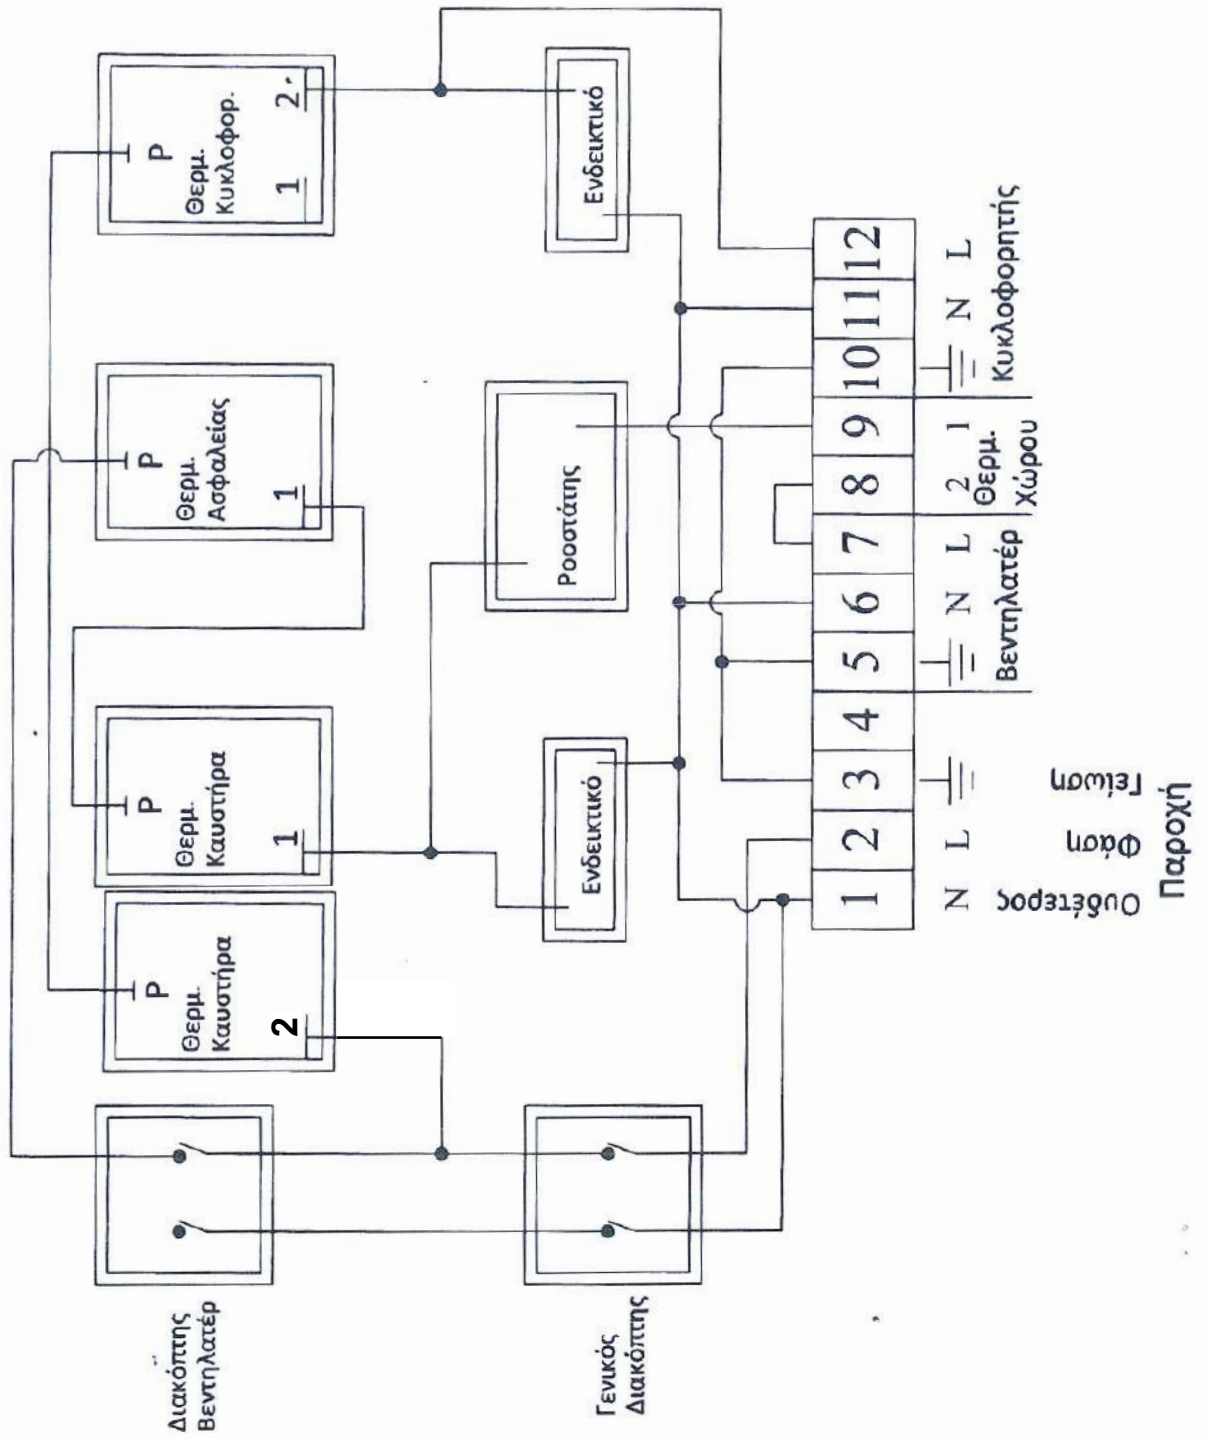 Διακόπτης
Βεντηλατέρ
P
Θερμ.
Καυστήρα
2
P
Θερμ.
Καυστήρα
1
P
Θερμ.
Ασφαλείας
1
P
Θερμ.
Κυκλοφορ.
1 2
Γενικός
Διακόπτης
Ενδεικτικό
Ροοστάτης
Ενδεικτικό
1 2 3 4 5 6 7 8 9 10 11 12
N L N L 2 1 N L
Ουδέτερος
Φάση
Γείωση
Παροχή
Βεντηλατέρ
Θερμ.
Χώρου
Κυκλοφορητής